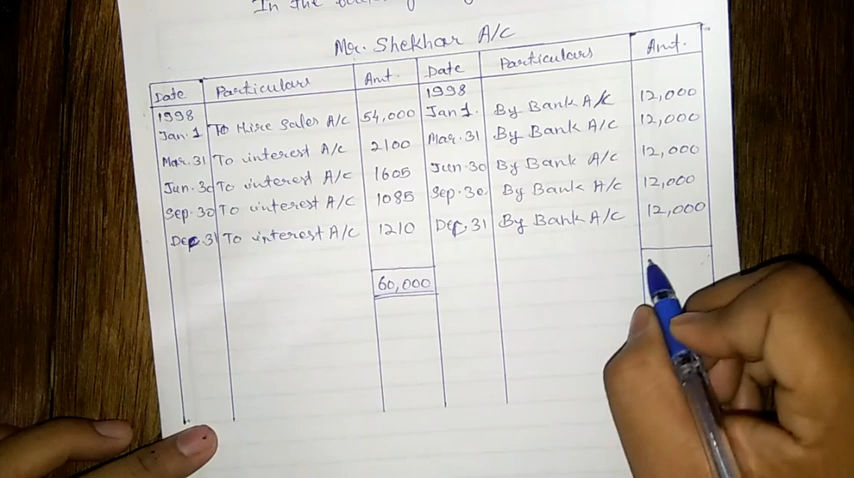 In the
Mr. Shekhar A/C
Date Particulars Amt. Date Particulars Amt.
1998 1998
Jan. 1 To Hire Sales A/C 54,000 Jan 1. By Bank A/C 12,000
Mar. 31 To interest A/C 2100 Mar. 31 By Bank A/C 12,000
Jun. 30 To interest A/C 1605 Jun. 30 By Bank A/C 12,000
Sep. 30 To interest A/C 1085 Sep. 30 By Bank A/C 12,000
Dec. 31 To interest A/C 1210 Dec. 31 By Bank A/C 12,000
60,000